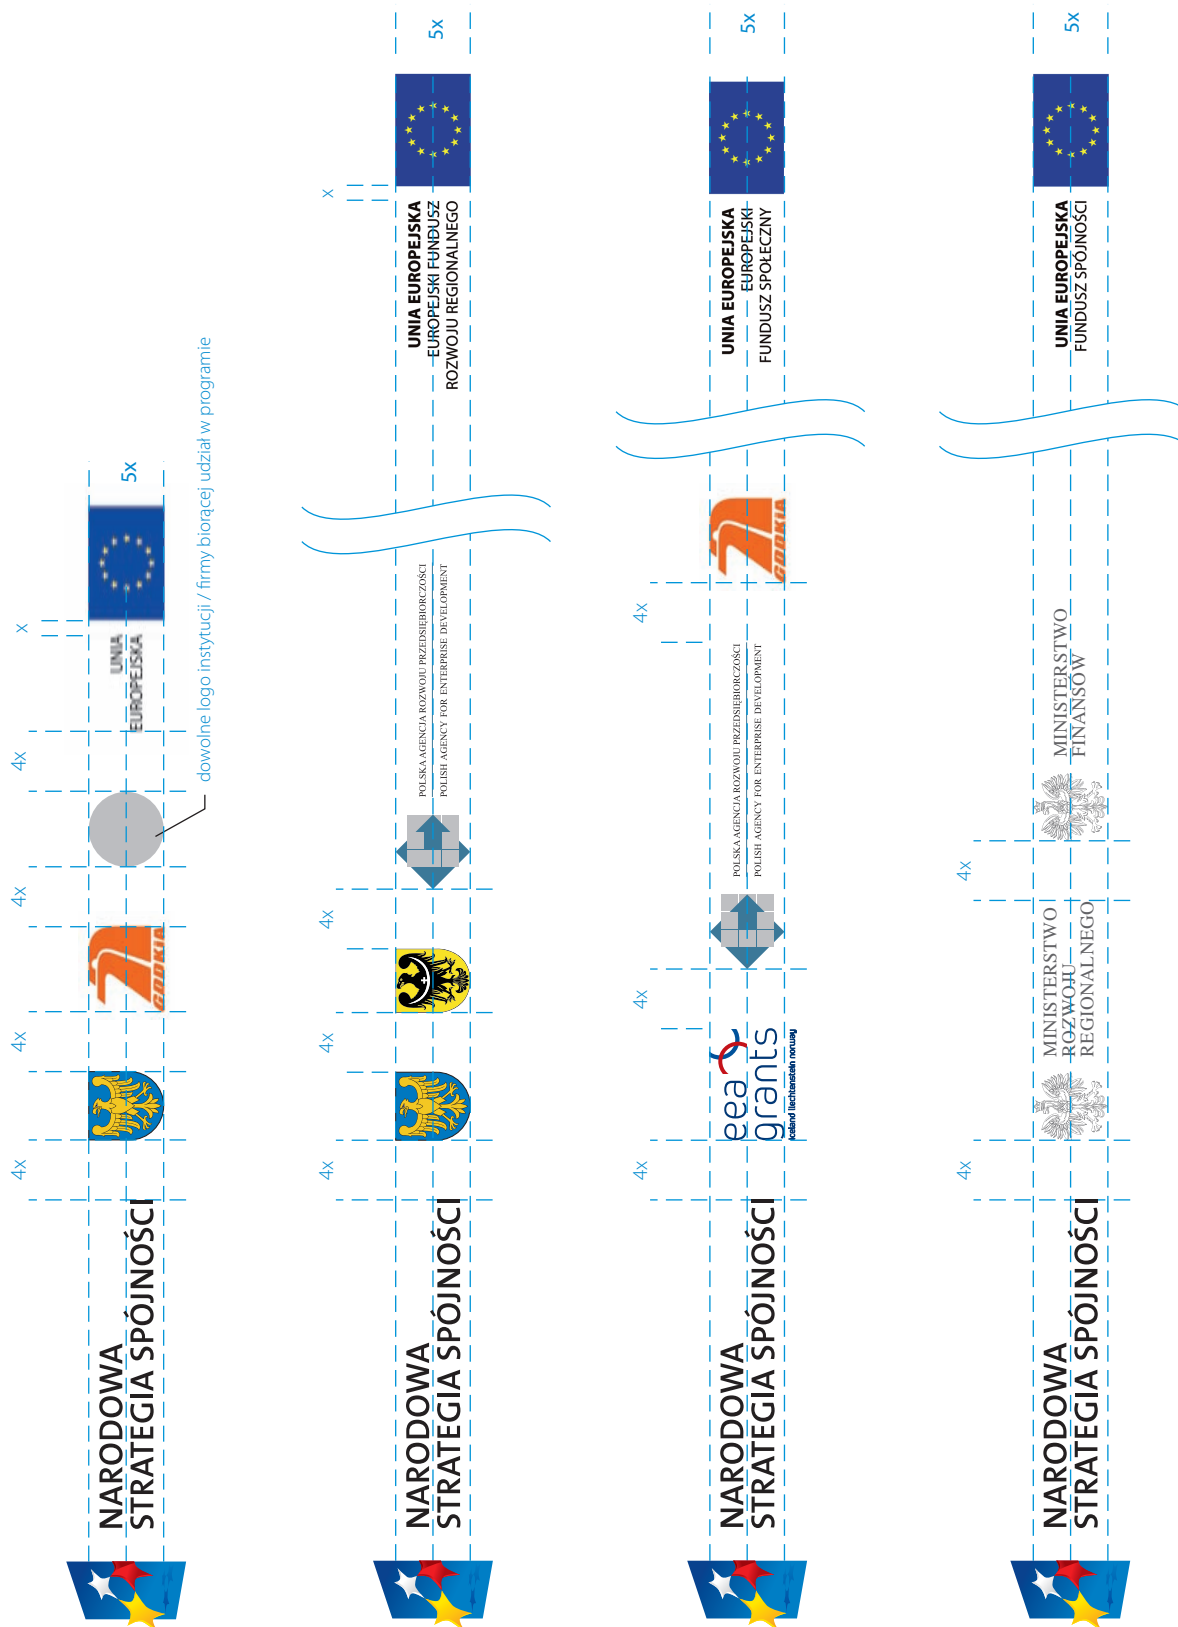 NARODOWA
STRATEGIA SPÓJNOŚCI
4x
4x
GODKIA
4x
4x
UNIA
EUROPEJSKA
x
5x
dowolne logo instytucji / firmy biorącej udział w programie
NARODOWA
STRATEGIA SPÓJNOŚCI
4x
4x
4x
POLSKA AGENCJA ROZWOJU PRZEDSIĘBIORCZOŚCI
POLISH AGENCY FOR ENTERPRISE DEVELOPMENT
UNIA EUROPEJSKA
EUROPEJSKI FUNDUSZ
ROZWOJU REGIONALNEGO
x
5x
NARODOWA
STRATEGIA SPÓJNOŚCI
4x
eea
grants
iceland liechtenstein norway
4x
POLSKA AGENCJA ROZWOJU PRZEDSIĘBIORCZOŚCI
POLISH AGENCY FOR ENTERPRISE DEVELOPMENT
4x
GODKIA
UNIA EUROPEJSKA
EUROPEJSKI
FUNDUSZ SPOŁECZNY
5x
NARODOWA
STRATEGIA SPÓJNOŚCI
4x
MINISTERSTWO
ROZWOJU
REGIONALNEGO
4x
MINISTERSTWO
FINANSÓW
UNIA EUROPEJSKA
FUNDUSZ SPÓJNOŚCI
5x